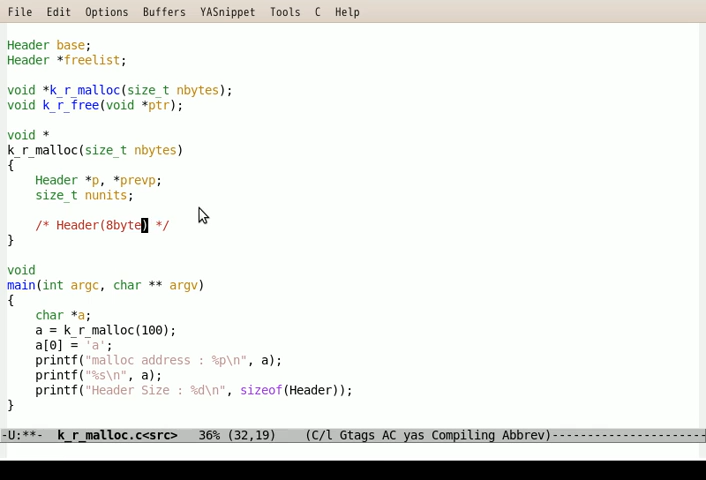 File Edit Options Buffers YASnippet Tools C Help
Header base;
Header *freelist;
void *k_r_malloc(size_t nbytes);
void k_r_free(void *ptr);
void *
k_r_malloc(size_t nbytes)
{
    Header *p, *prevp;
    size_t nunits;
    /* Header(8byte) */
}
void
main(int argc, char ** argv)
{
    char *a;
    a = k_r_malloc(100);
    a[0] = 'a';
    printf("malloc address : %p\n", a);
    printf("%s\n", a);
    printf("Header Size : %d\n", sizeof(Header));
}
-U:**-  k_r_malloc.c<src>   36% (32,19)    (C/l Gtags AC yas Compiling Abbrev)----------------------